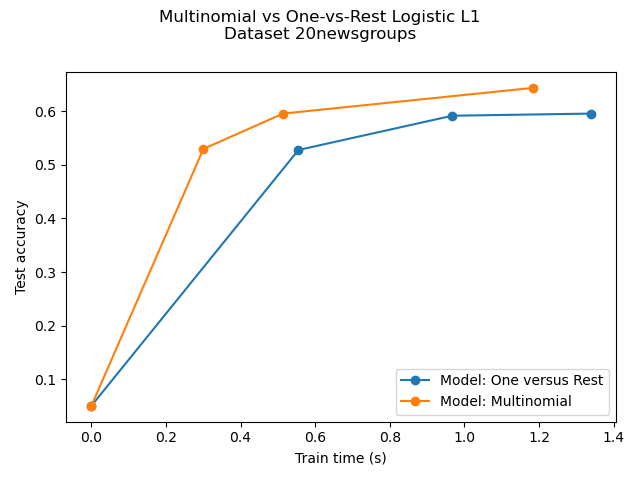 Multinomial vs One-vs-Rest Logistic L1
Dataset 20newsgroups
0.6
0.5
0.4
0.3
0.2
0.1
Test accuracy
Model: One versus Rest
Model: Multinomial
0.0 0.2 0.4 0.6 0.8 1.0 1.2 1.4
Train time (s)